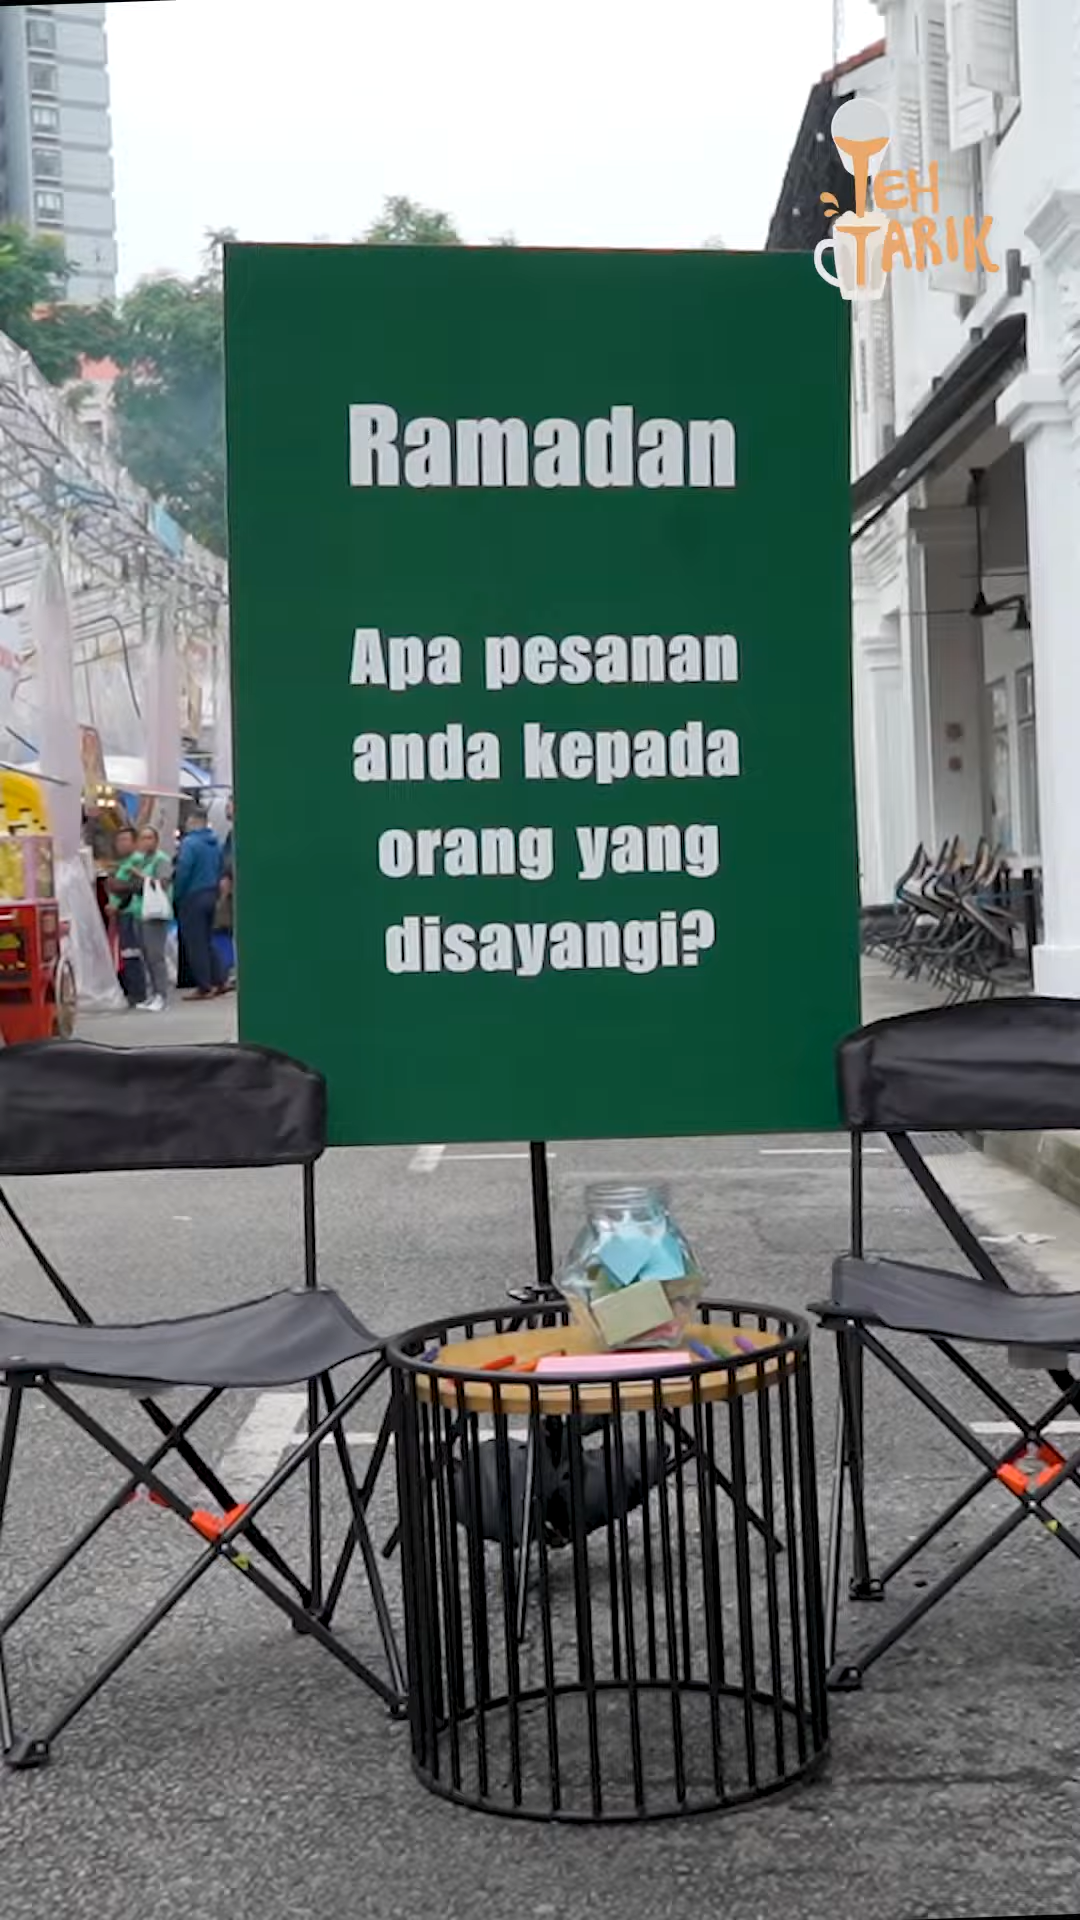 TEH
TARIK
Ramadan
Apa pesanan
anda kepada
orang yang
disayangi?